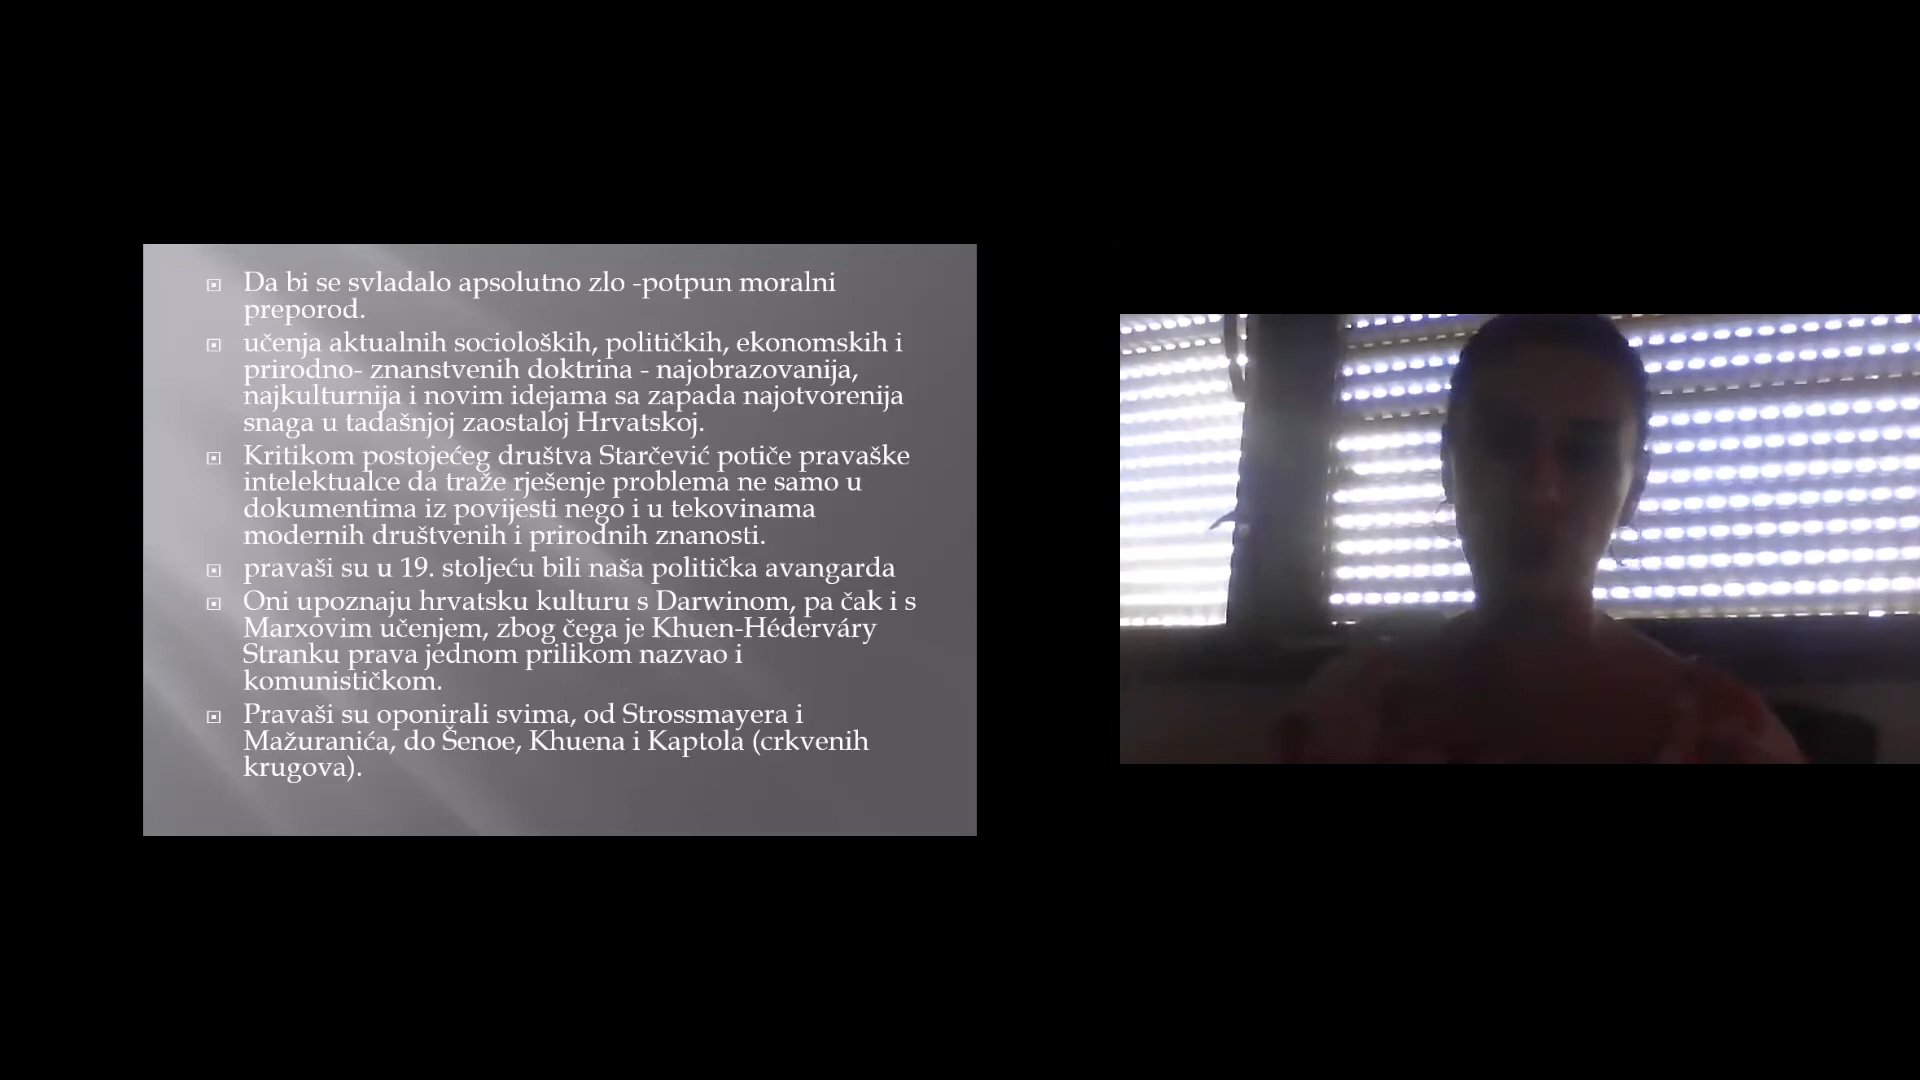 Da bi se svladalo apsolutno zlo -potpun moralni
preporod.
učenja aktualnih socioloških, političkih, ekonomskih i
prirodno- znanstvenih doktrina - najobrazovanija,
najkulturnija i novim idejama sa zapada najotvorenija
snaga u tadašnjoj zaostaloj Hrvatskoj.
Kritikom postojećeg društva Starčević potiče pravaške
intelektualce da traže rješenje problema ne samo u
dokumentima iz povijesti nego i u tekovinama
modernih društvenih i prirodnih znanosti.
pravaši su u 19. stoljeću bili naša politička avangarda
Oni upoznaju hrvatsku kulturu s Darwinom, pa čak i s
Marxovim učenjem, zbog čega je Khuen-Héderváry
Stranku prava jednom prilikom nazvao i
komunističkom.
Pravaši su oponirali svima, od Strossmayera i
Mažuranića, do Šenoe, Khuena i Kaptola (crkvenih
krugova).